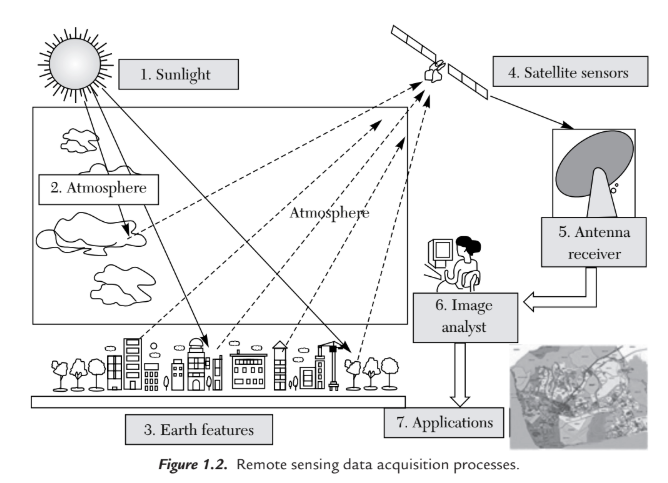 1. Sunlight
4. Satellite sensors
2. Atmosphere
Atmosphere
5. Antenna
receiver
6. Image
analyst
3. Earth features
7. Applications
Figure 1.2. Remote sensing data acquisition processes.